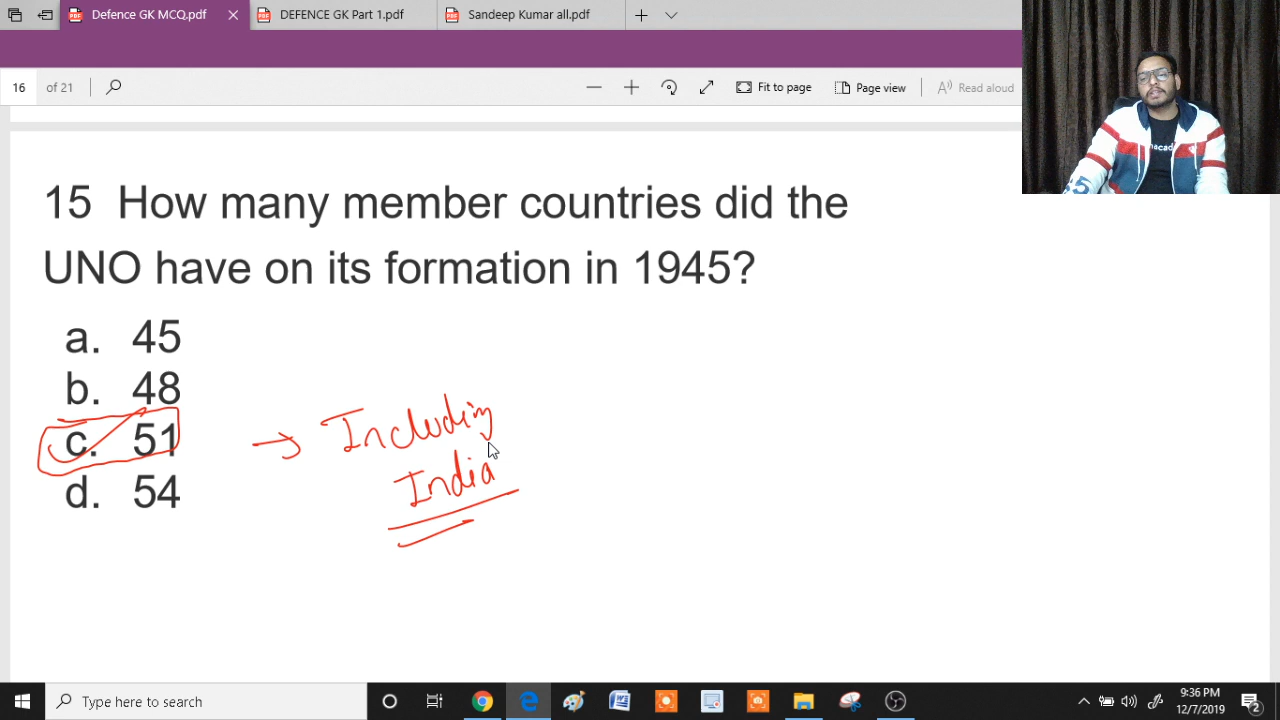 Defence GK MCQ.pdf
DEFENCE GK Part 1.pdf
Sandeep Kumar all.pdf
16 of 21
Fit to page
Page view
Read aloud
15 How many member countries did the
UNO have on its formation in 1945?
a. 45
b. 48
c. 51
d. 54
→ Including
India
Type here to search
9:36 PM
12/7/2019
2